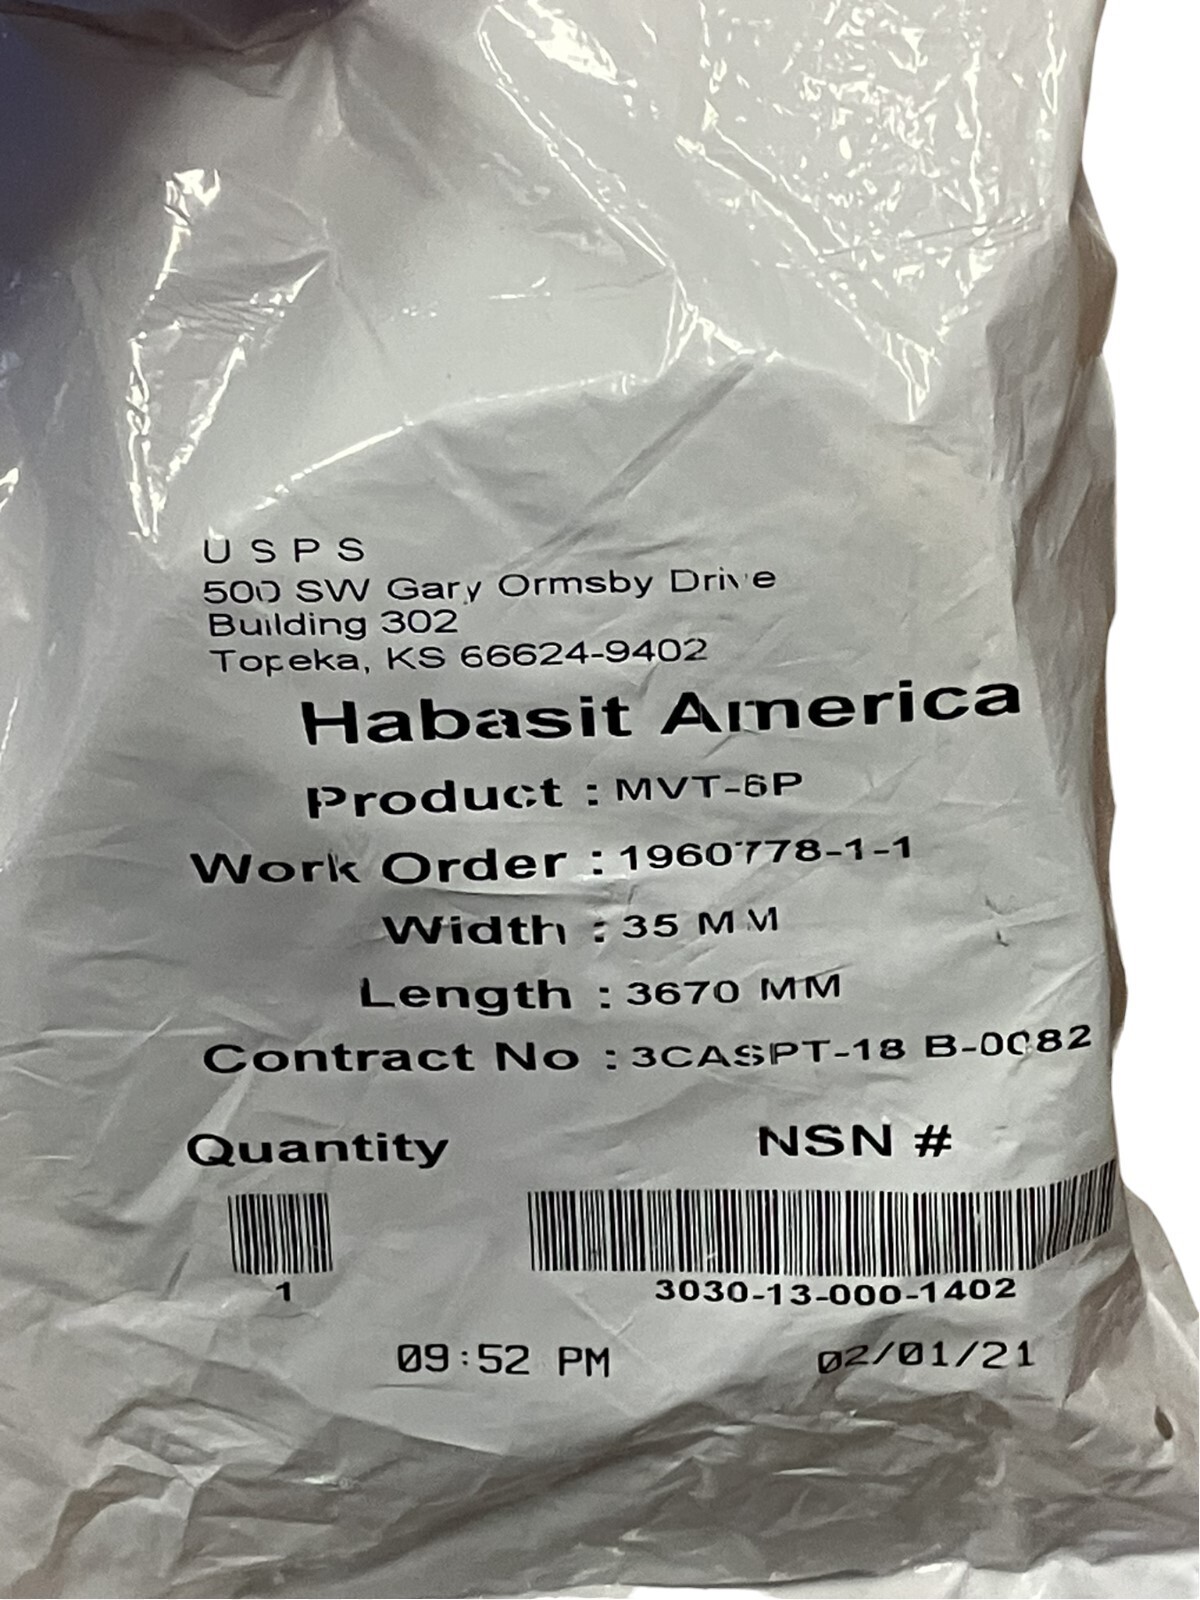 U S P S
500 SW Gary Ormsby Drive
Building 302
Topeka, KS 66624-9402
Habasit America
Product : MVT-6P
Work Order : 1960778-1-1
Width : 35 MM
Length : 3670 MM
Contract No : 3CASPT-18 B-0082
Quantity NSN #
1 3030-13-000-1402
09:52 PM 02/01/21